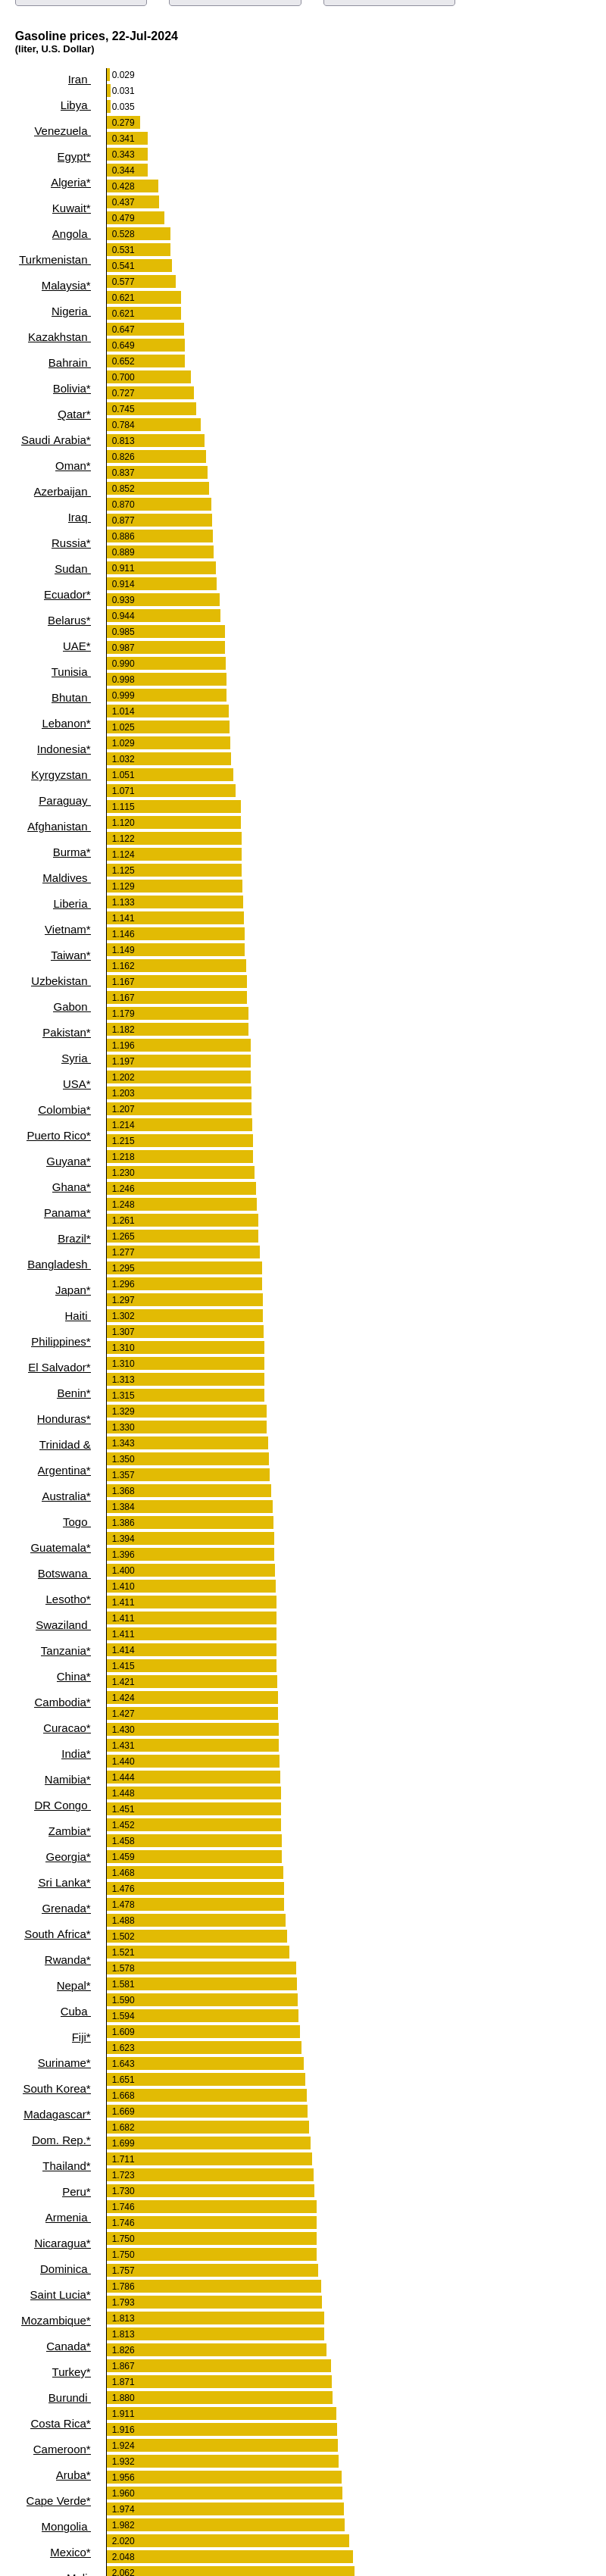 Gasoline prices, 22-Jul-2024
(liter, U.S. Dollar)
Iran
Libya
Venezuela
Egypt*
Algeria*
Kuwait*
Angola
Turkmenistan
Malaysia*
Nigeria
Kazakhstan
Bahrain
Bolivia*
Qatar*
Saudi Arabia*
Oman*
Azerbaijan
Iraq
Russia*
Sudan
Ecuador*
Belarus*
UAE*
Tunisia
Bhutan
Lebanon*
Indonesia*
Kyrgyzstan
Paraguay
Afghanistan
Burma*
Maldives
Liberia
Vietnam*
Taiwan*
Uzbekistan
Gabon
Pakistan*
Syria
USA*
Colombia*
Puerto Rico*
Guyana*
Ghana*
Panama*
Brazil*
Bangladesh
Japan*
Haiti
Philippines*
El Salvador*
Benin*
Honduras*
Trinidad &
Argentina*
Australia*
Togo
Guatemala*
Botswana
Lesotho*
Swaziland
Tanzania*
China*
Cambodia*
Curacao*
India*
Namibia*
DR Congo
Zambia*
Georgia*
Sri Lanka*
Grenada*
South Africa*
Rwanda*
Nepal*
Cuba
Fiji*
Suriname*
South Korea*
Madagascar*
Dom. Rep.*
Thailand*
Peru*
Armenia
Nicaragua*
Dominica
Saint Lucia*
Mozambique*
Canada*
Turkey*
Burundi
Costa Rica*
Cameroon*
Aruba*
Cape Verde*
Mongolia
Mexico*
Mali
0.029
0.031
0.035
0.279
0.341
0.343
0.344
0.428
0.437
0.479
0.528
0.531
0.541
0.577
0.621
0.621
0.647
0.649
0.652
0.700
0.727
0.745
0.784
0.813
0.826
0.837
0.852
0.870
0.877
0.886
0.889
0.911
0.914
0.939
0.944
0.985
0.987
0.990
0.998
0.999
1.014
1.025
1.029
1.032
1.051
1.071
1.115
1.120
1.122
1.124
1.125
1.129
1.133
1.141
1.146
1.149
1.162
1.167
1.167
1.179
1.182
1.196
1.197
1.202
1.203
1.207
1.214
1.215
1.218
1.230
1.246
1.248
1.261
1.265
1.277
1.295
1.296
1.297
1.302
1.307
1.310
1.310
1.313
1.315
1.329
1.330
1.343
1.350
1.357
1.368
1.384
1.386
1.394
1.396
1.400
1.410
1.411
1.411
1.411
1.414
1.415
1.421
1.424
1.427
1.430
1.431
1.440
1.444
1.448
1.451
1.452
1.458
1.459
1.468
1.476
1.478
1.488
1.502
1.521
1.578
1.581
1.590
1.594
1.609
1.623
1.643
1.651
1.668
1.669
1.682
1.699
1.711
1.723
1.730
1.746
1.746
1.750
1.750
1.757
1.786
1.793
1.813
1.813
1.826
1.867
1.871
1.880
1.911
1.916
1.924
1.932
1.956
1.960
1.974
1.982
2.020
2.048
2.062